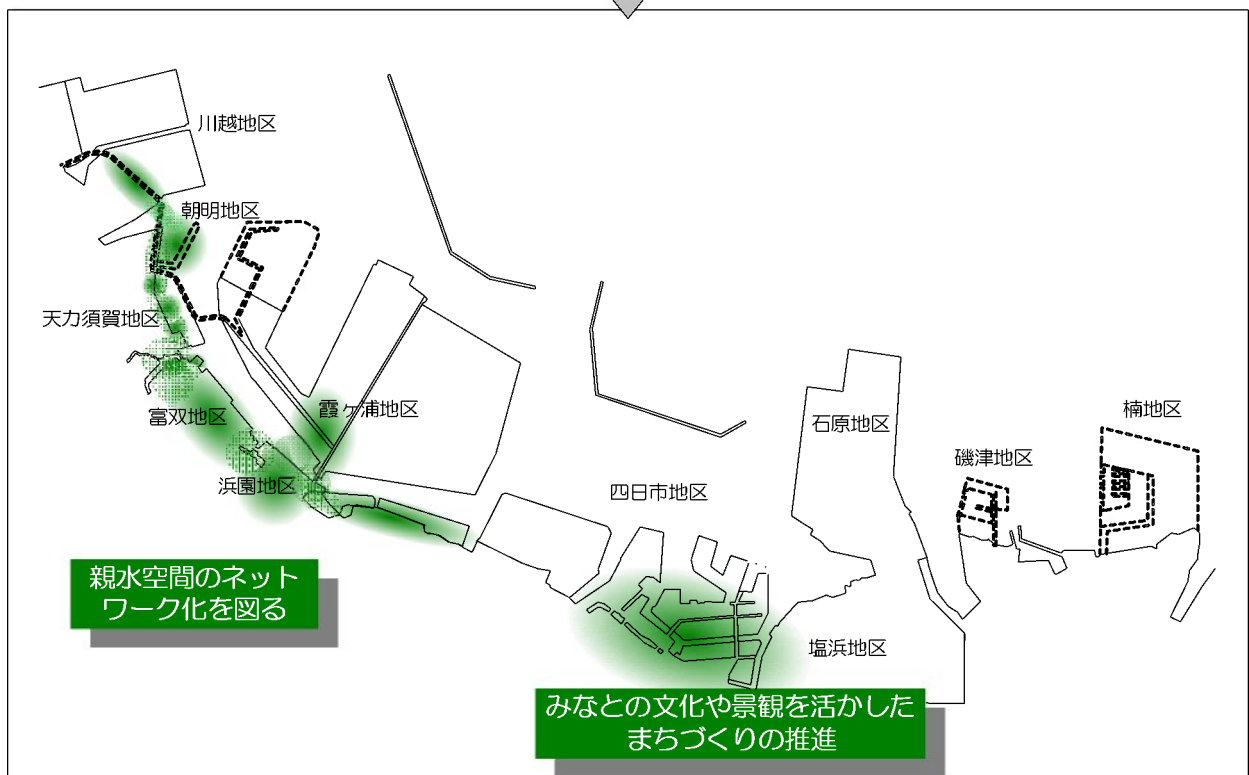 川越地区
朝明地区
天カ須賀地区
富双地区
霞ヶ浦地区
浜園地区
四日市地区
石原地区
磯津地区
楠地区
塩浜地区
親水空間のネット
ワーク化を図る
みなとの文化や景観を活かした
まちづくりの推進